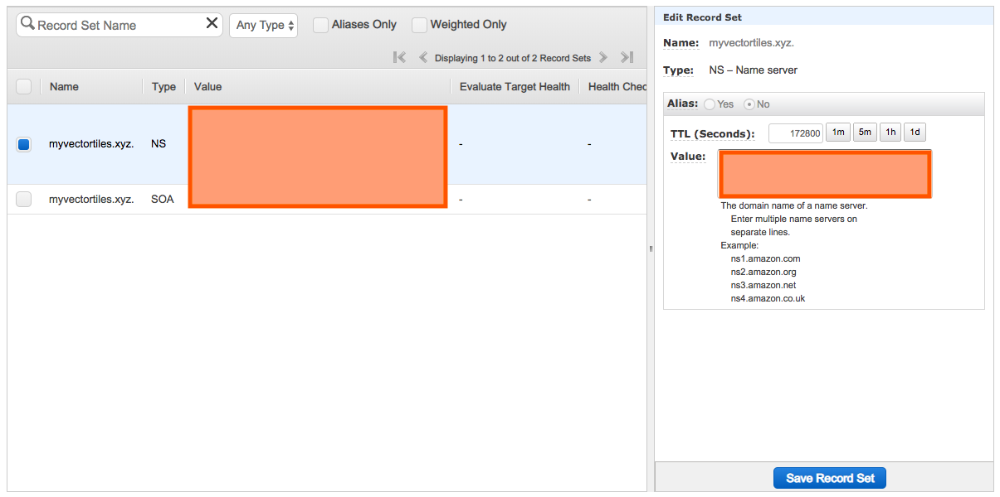 Record Set Name
Any Type
Aliases Only
Weighted Only
Displaying 1 to 2 out of 2 Record Sets
Name Type Value Evaluate Target Health Health Chec
myvectortiles.xyz. NS - -
myvectortiles.xyz. SOA - -
Edit Record Set
Name: myvectortiles.xyz.
Type: NS – Name server
Alias: Yes No
TTL (Seconds): 172800 1m 5m 1h 1d
Value:
The domain name of a name server.
Enter multiple name servers on
separate lines.
Example:
ns1.amazon.com
ns2.amazon.org
ns3.amazon.net
ns4.amazon.co.uk
Save Record Set